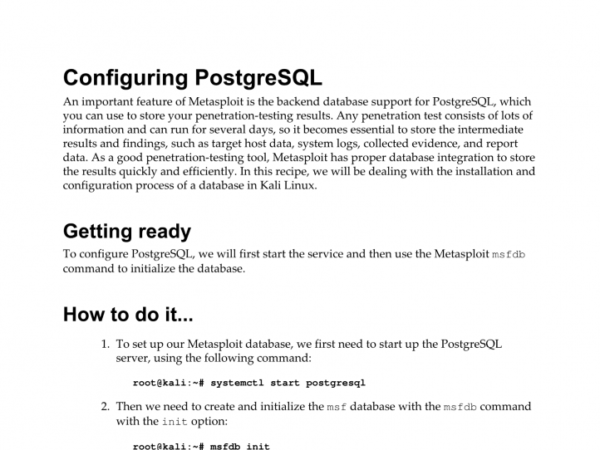 Configuring PostgreSQL
An important feature of Metasploit is the backend database support for PostgreSQL, which
you can use to store your penetration-testing results. Any penetration test consists of lots of
information and can run for several days, so it becomes essential to store the intermediate
results and findings, such as target host data, system logs, collected evidence, and report
data. As a good penetration-testing tool, Metasploit has proper database integration to store
the results quickly and efficiently. In this recipe, we will be dealing with the installation and
configuration process of a database in Kali Linux.
Getting ready
To configure PostgreSQL, we will first start the service and then use the Metasploit msfdb
command to initialize the database.
How to do it...
1. To set up our Metasploit database, we first need to start up the PostgreSQL
server, using the following command:
root@kali:~# systemctl start postgresql
2. Then we need to create and initialize the msf database with the msfdb command
with the init option:
root@kali:~# msfdb init